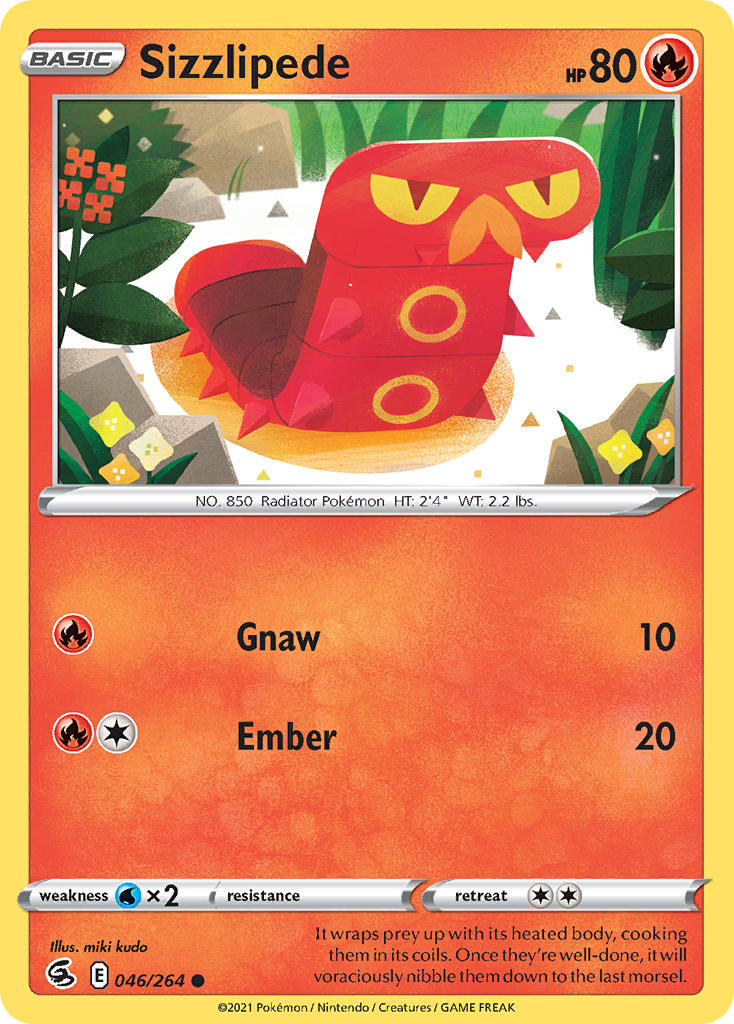 BASIC Sizzlipede HP 80
NO. 850 Radiator Pokémon HT: 2'4" WT: 2.2 lbs.
Gnaw 10
Ember 20
weakness ×2 resistance retreat
Illus. miki kudo
It wraps prey up with its heated body, cooking
them in its coils. Once they're well-done, it will
voraciously nibble them down to the last morsel.
E 046/264
©2021 Pokémon / Nintendo / Creatures / GAME FREAK